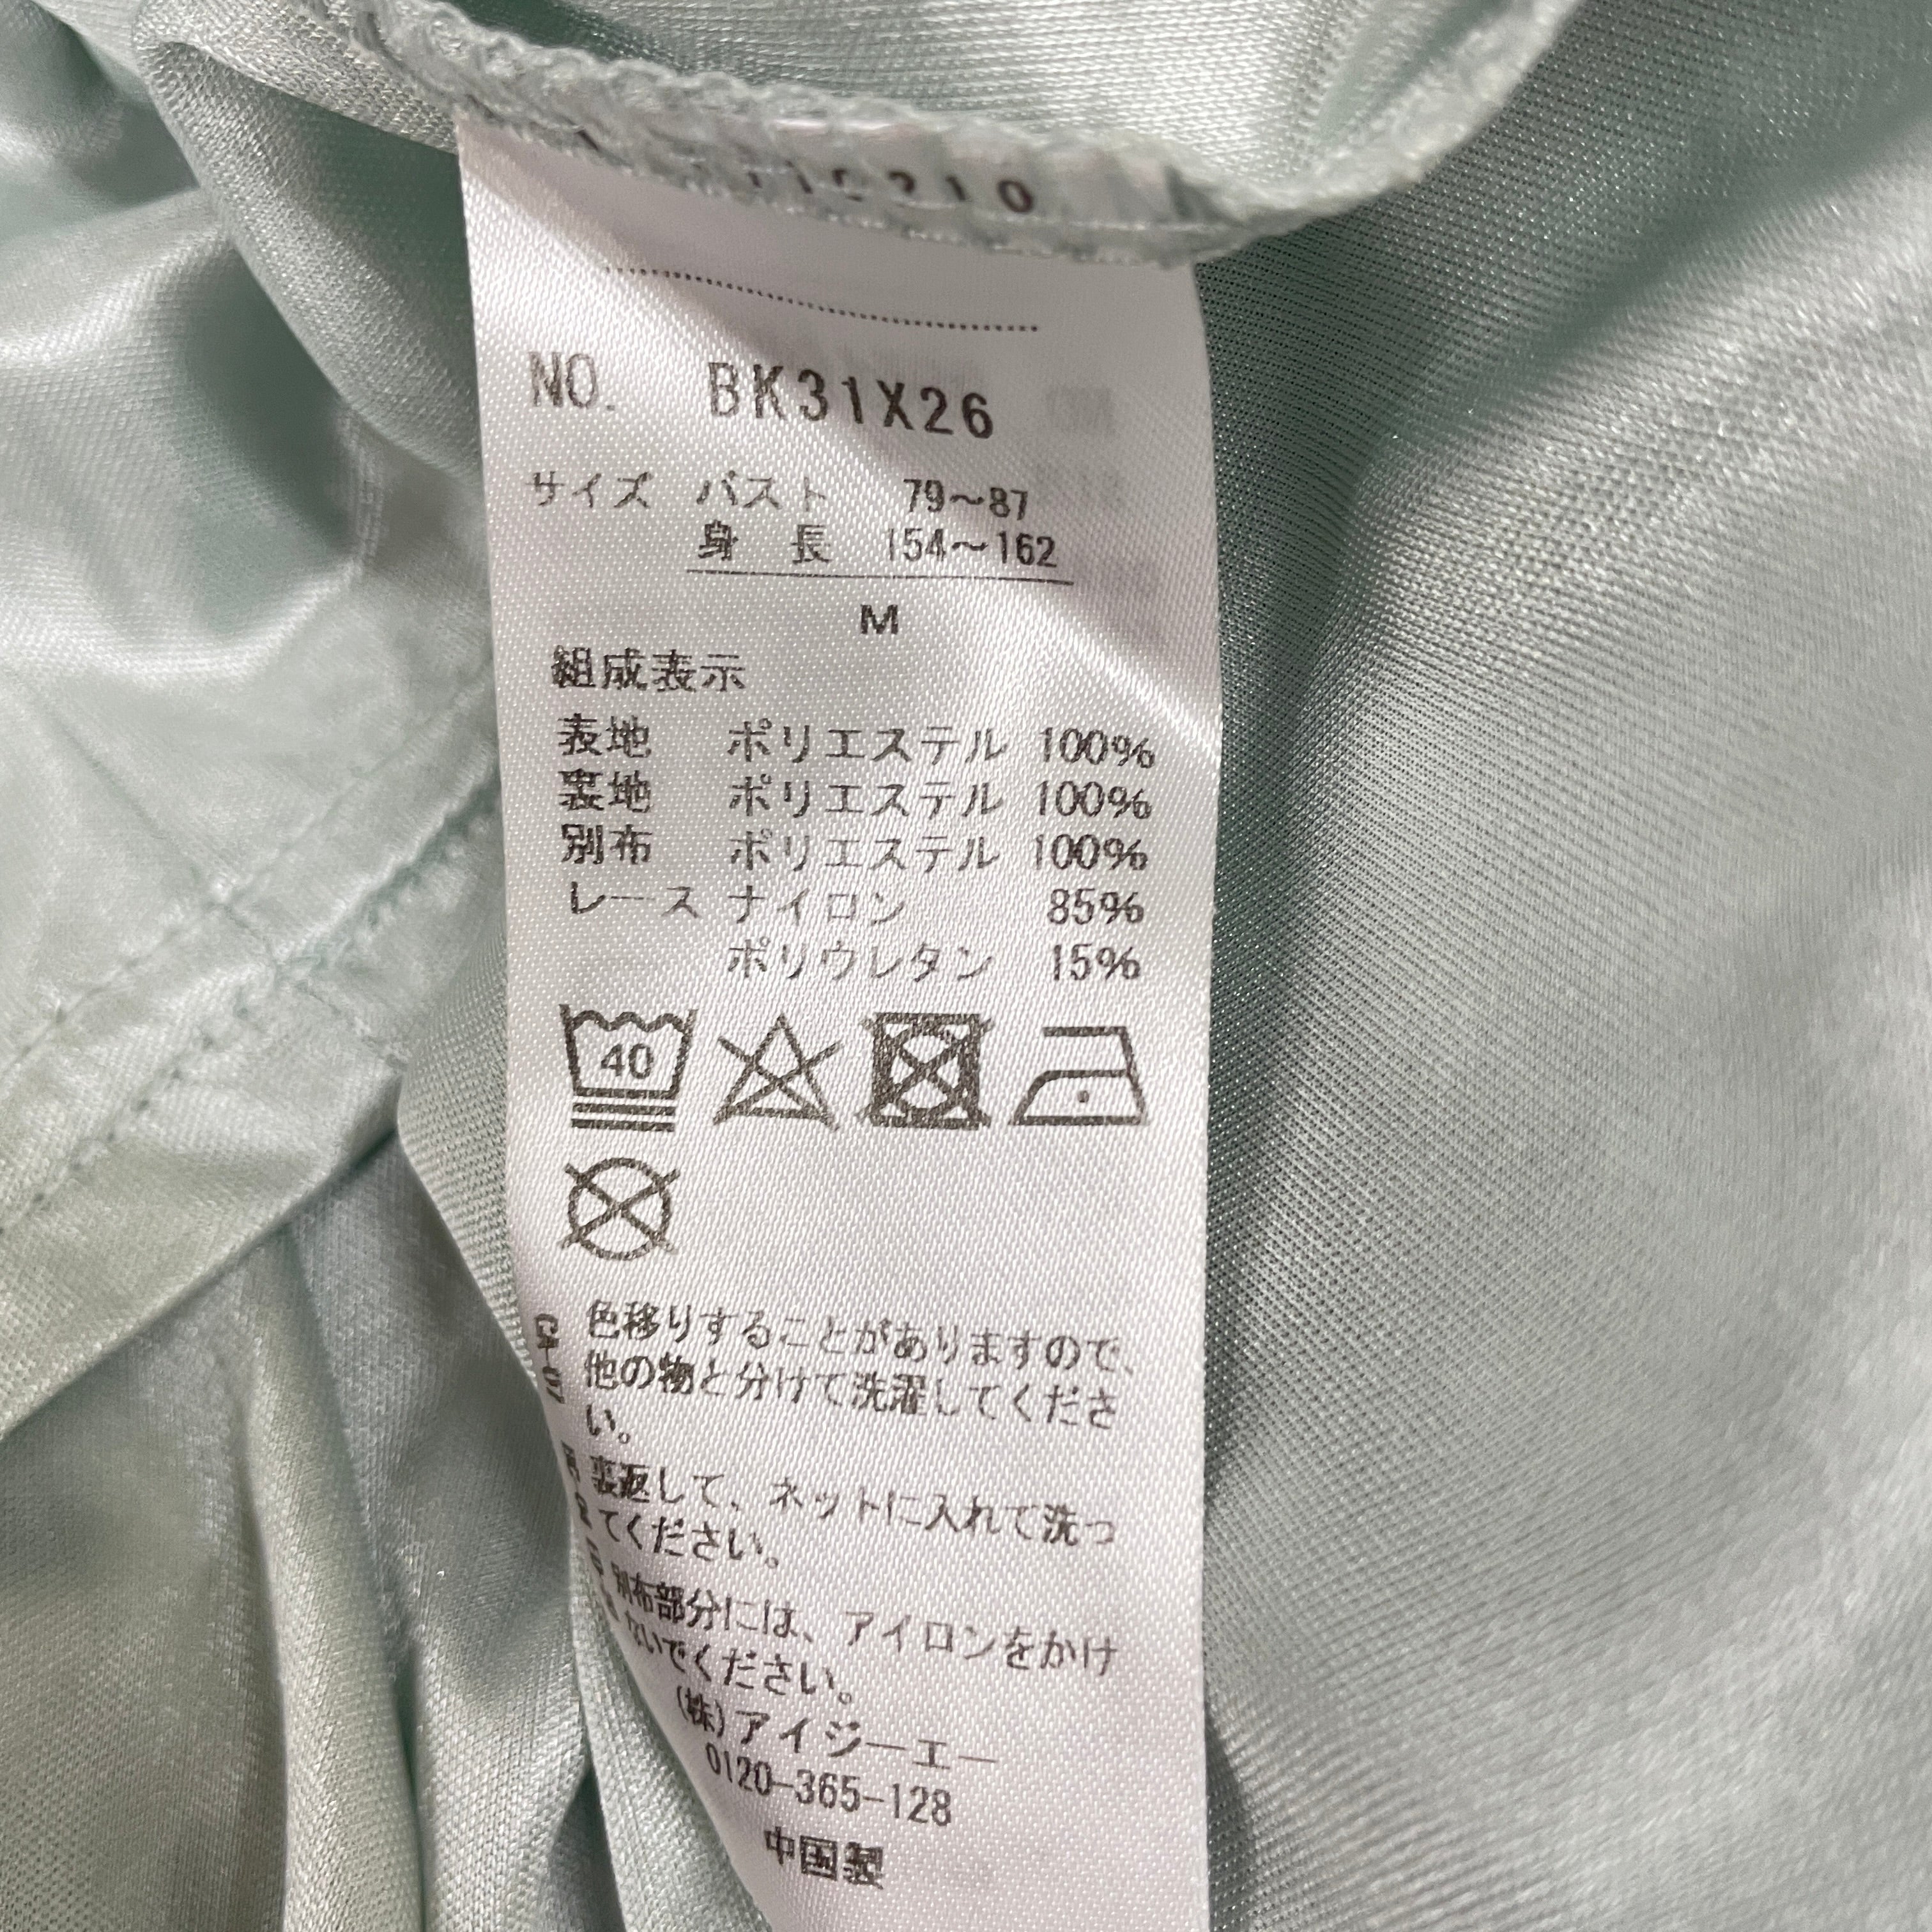 NO. BK31X26
サイズ バスト 79～87
身 長 154～162
M
組成表示
表地 ポリエステル 100%
裏地 ポリエステル 100%
別布 ポリエステル 100%
レース ナイロン 85%
ポリウレタン 15%
40
色移りすることがありますので、
他の物と分けて洗濯してくださ
い。
裏返して、ネットに入れて洗っ
てください。
別布部分には、アイロンをかけ
ないでください。
(株)アイジーエー
0120-365-128
中国製